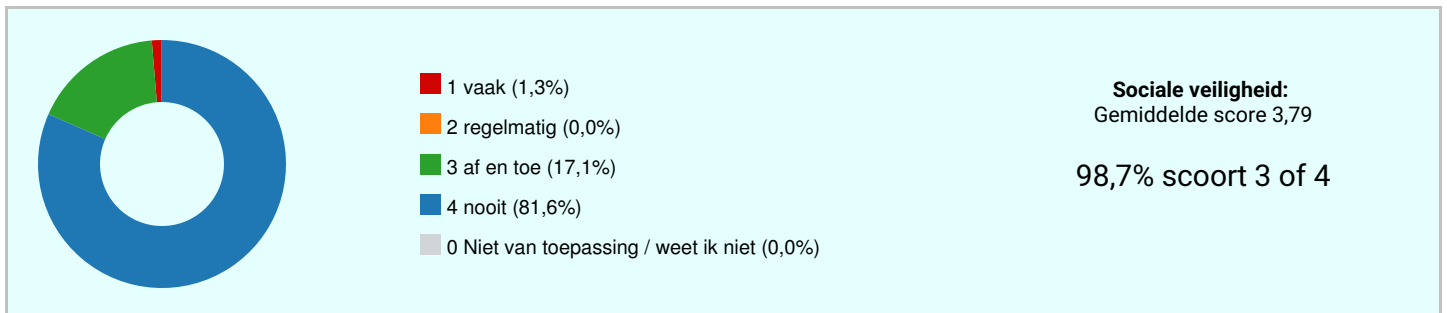 1 vaak (1,3%)
2 regelmatig (0,0%)
3 af en toe (17,1%)
4 nooit (81,6%)
0 Niet van toepassing / weet ik niet (0,0%)
Sociale veiligheid:
Gemiddelde score 3,79
98,7% scoort 3 of 4